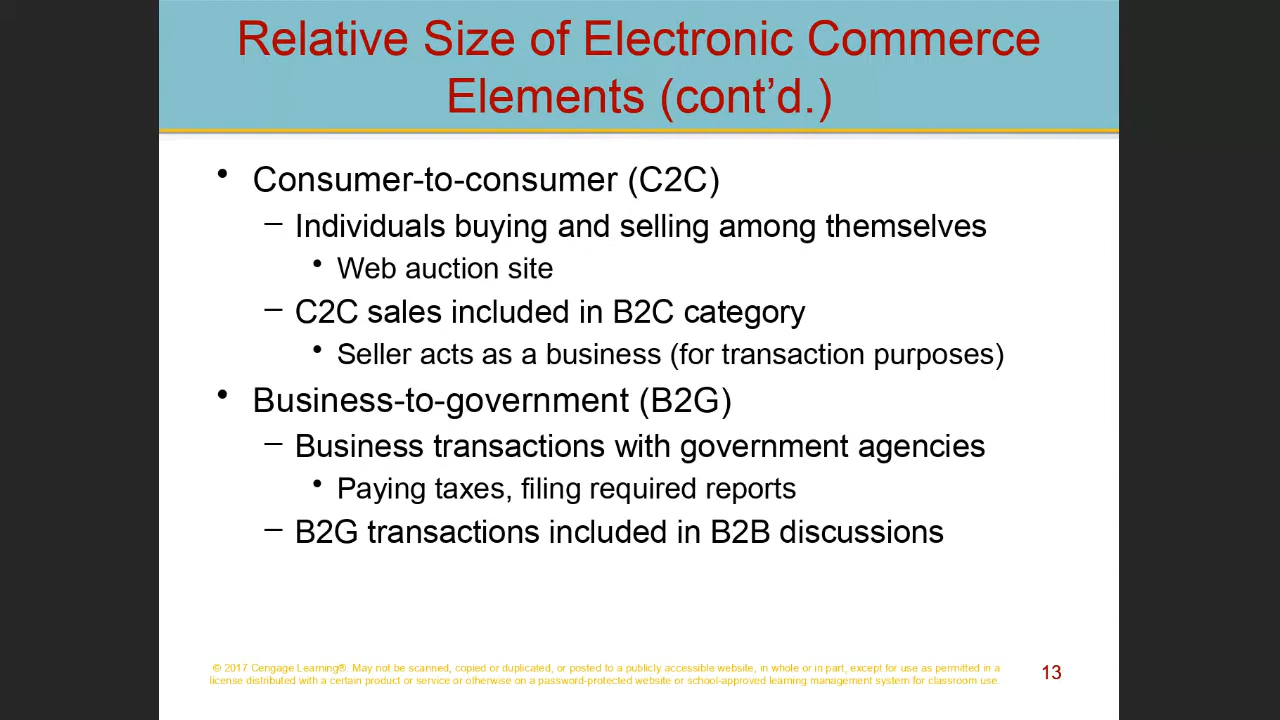 Relative Size of Electronic Commerce
Elements (cont’d.)
• Consumer-to-consumer (C2C)
– Individuals buying and selling among themselves
• Web auction site
– C2C sales included in B2C category
• Seller acts as a business (for transaction purposes)
• Business-to-government (B2G)
– Business transactions with government agencies
• Paying taxes, filing required reports
– B2G transactions included in B2B discussions
© 2017 Cengage Learning®. May not be scanned, copied or duplicated, or posted to a publicly accessible website, in whole or in part, except for use as permitted in a
license distributed with a certain product or service or otherwise on a password-protected website or school-approved learning management system for classroom use.
13